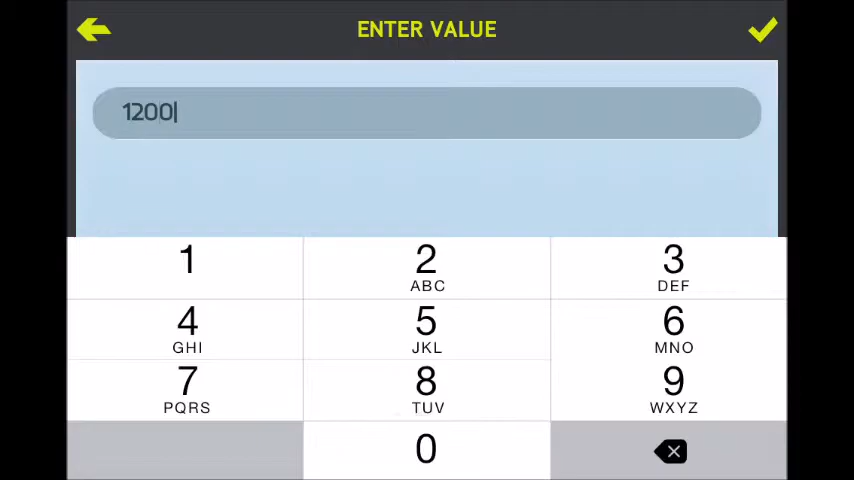 ENTER VALUE
1200
1 2 3
ABC DEF
4 5 6
GHI JKL MNO
7 8 9
PQRS TUV WXYZ
0